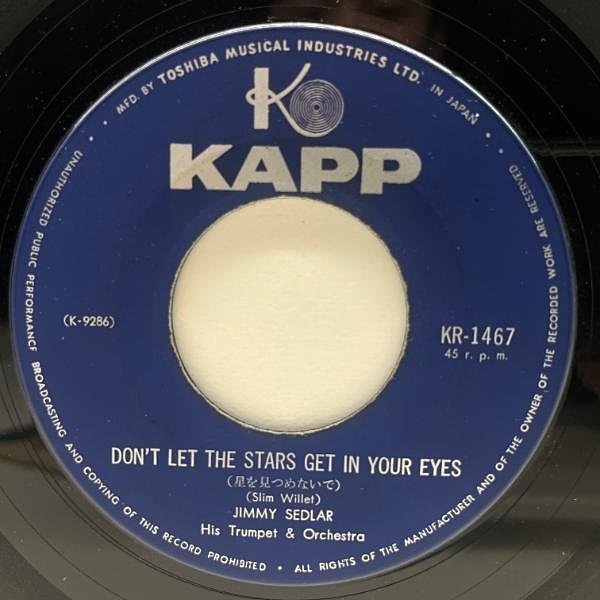 MFD. BY TOSHIBA MUSICAL INDUSTRIES LTD. IN JAPAN
K
KAPP
(K-9286)
KR-1467
45 r. p. m.
DON'T LET THE STARS GET IN YOUR EYES
(星を見つめないで)
(Slim Willet)
JIMMY SEDLAR
His Trumpet & Orchestra
UNAUTHORIZED PUBLIC PERFORMANCE BROADCASTING AND COPYING OF THIS RECORD PROHIBITED • ALL RIGHTS OF THE MANUFACTURER AND OF THE OWNER OF THE RECORDED WORK ARE RESERVED